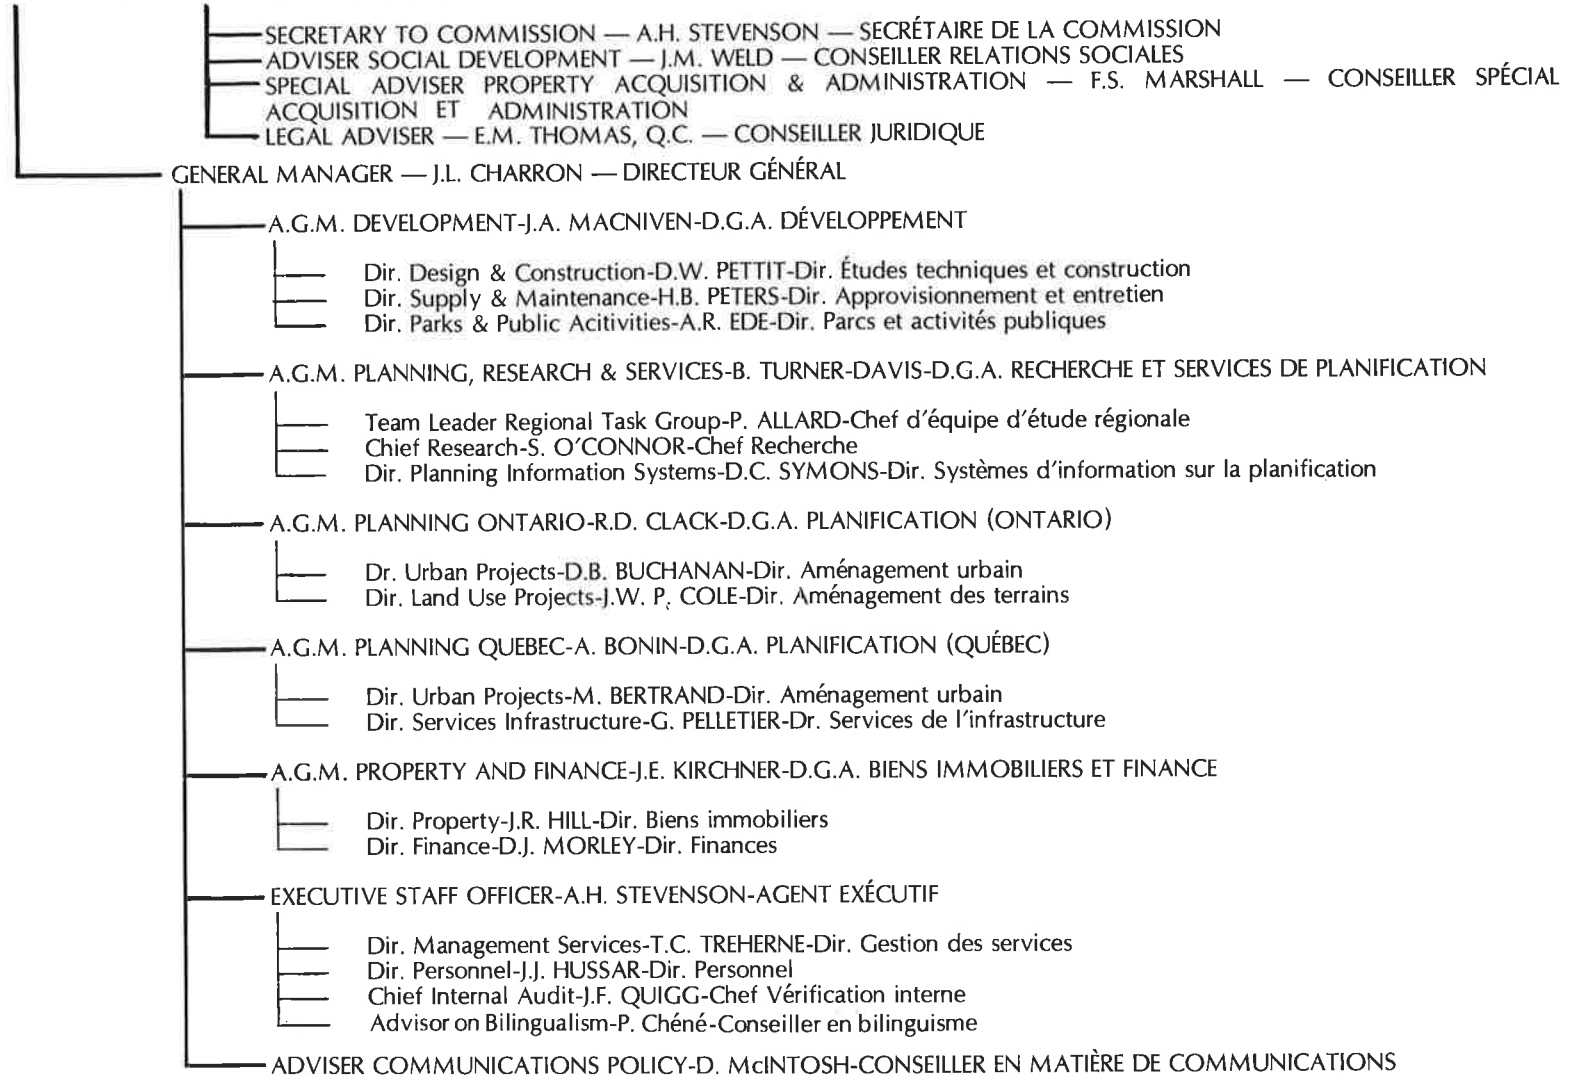 SECRETARY TO COMMISSION — A.H. STEVENSON — SECRÉTAIRE DE LA COMMISSION
ADVISER SOCIAL DEVELOPMENT — J.M. WELD — CONSEILLER RELATIONS SOCIALES
SPECIAL ADVISER PROPERTY ACQUISITION & ADMINISTRATION — F.S. MARSHALL — CONSEILLER SPÉCIAL
ACQUISITION ET ADMINISTRATION
LEGAL ADVISER — E.M. THOMAS, Q.C. — CONSEILLER JURIDIQUE
GENERAL MANAGER — J.L. CHARRON — DIRECTEUR GÉNÉRAL
A.G.M. DEVELOPMENT-J.A. MACNIVEN-D.G.A. DÉVELOPPEMENT
Dir. Design & Construction-D.W. PETTIT-Dir. Études techniques et construction
Dir. Supply & Maintenance-H.B. PETERS-Dir. Approvisionnement et entretien
Dir. Parks & Public Acitivities-A.R. EDE-Dir. Parcs et activités publiques
A.G.M. PLANNING, RESEARCH & SERVICES-B. TURNER-DAVIS-D.G.A. RECHERCHE ET SERVICES DE PLANIFICATION
Team Leader Regional Task Group-P. ALLARD-Chef d'équipe d'étude régionale
Chief Research-S. O'CONNOR-Chef Recherche
Dir. Planning Information Systems-D.C. SYMONS-Dir. Systèmes d'information sur la planification
A.G.M. PLANNING ONTARIO-R.D. CLACK-D.G.A. PLANIFICATION (ONTARIO)
Dr. Urban Projects-D.B. BUCHANAN-Dir. Aménagement urbain
Dir. Land Use Projects-J.W. P. COLE-Dir. Aménagement des terrains
A.G.M. PLANNING QUEBEC-A. BONIN-D.G.A. PLANIFICATION (QUÉBEC)
Dir. Urban Projects-M. BERTRAND-Dir. Aménagement urbain
Dir. Services Infrastructure-G. PELLETIER-Dr. Services de l'infrastructure
A.G.M. PROPERTY AND FINANCE-J.E. KIRCHNER-D.G.A. BIENS IMMOBILIERS ET FINANCE
Dir. Property-J.R. HILL-Dir. Biens immobiliers
Dir. Finance-D.J. MORLEY-Dir. Finances
EXECUTIVE STAFF OFFICER-A.H. STEVENSON-AGENT EXÉCUTIF
Dir. Management Services-T.C. TREHERNE-Dir. Gestion des services
Dir. Personnel-J.J. HUSSAR-Dir. Personnel
Chief Internal Audit-J.F. QUIGG-Chef Vérification interne
Advisor on Bilingualism-P. Chéné-Conseiller en bilinguisme
ADVISER COMMUNICATIONS POLICY-D. McINTOSH-CONSEILLER EN MATIÈRE DE COMMUNICATIONS